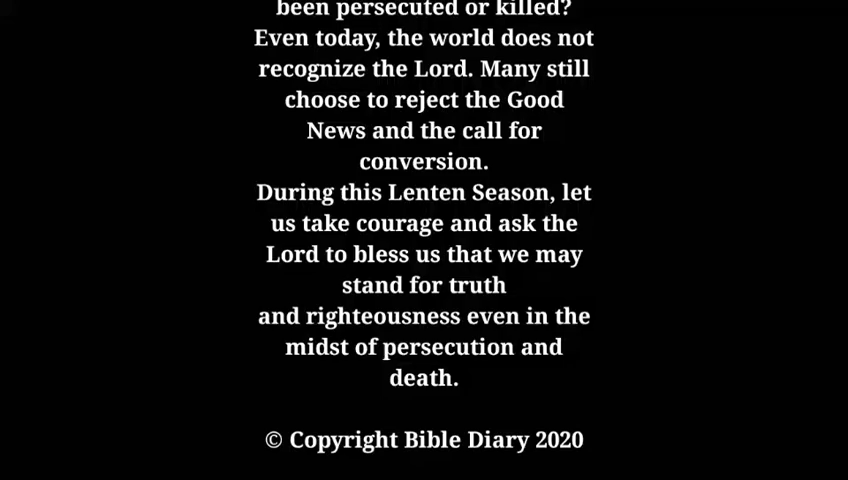 been persecuted or killed?
Even today, the world does not
recognize the Lord. Many still
choose to reject the Good
News and the call for
conversion.
During this Lenten Season, let
us take courage and ask the
Lord to bless us that we may
stand for truth
and righteousness even in the
midst of persecution and
death.
© Copyright Bible Diary 2020